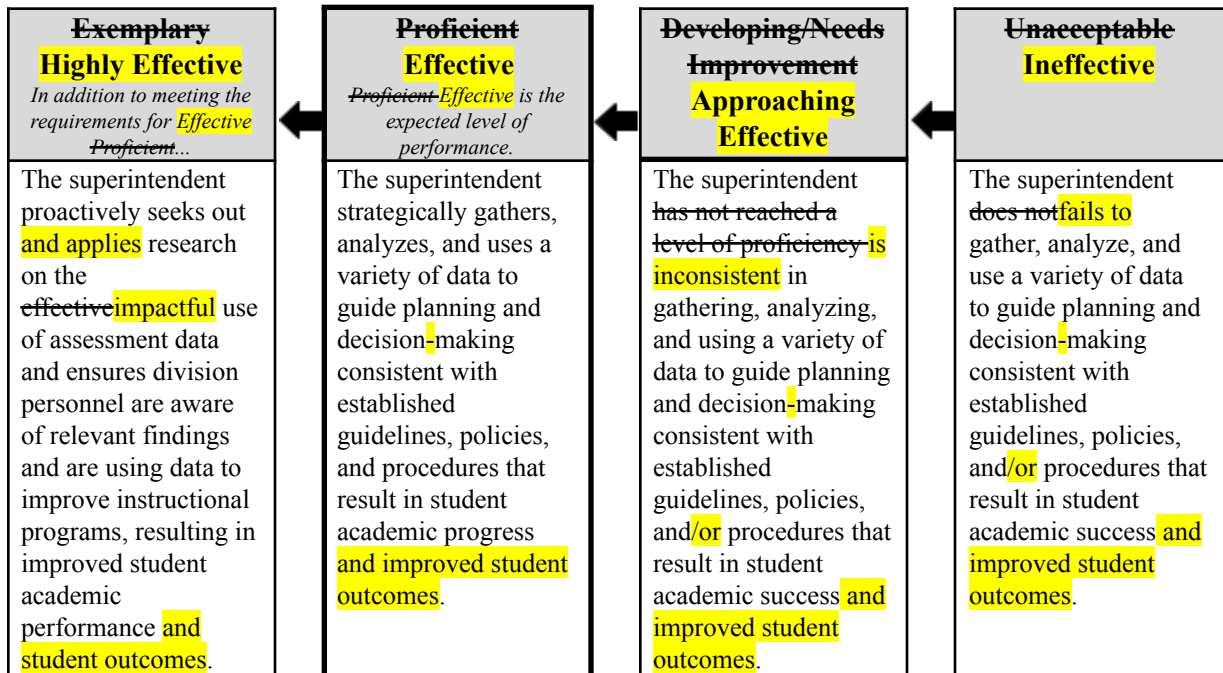 Exemplary
Highly Effective
In addition to meeting the
requirements for Effective
Proficient...
The superintendent
proactively seeks out
and applies research
on the
effectiveimpactful use
of assessment data
and ensures division
personnel are aware
of relevant findings
and are using data to
improve instructional
programs, resulting in
improved student
academic
performance and
student outcomes.
Proficient
Effective
Proficient Effective is the
expected level of
performance.
The superintendent
strategically gathers,
analyzes, and uses a
variety of data to
guide planning and
decision-making
consistent with
established
guidelines, policies,
and procedures that
result in student
academic progress
and improved student
outcomes.
Developing/Needs
Improvement
Approaching
Effective
The superintendent
has not reached a
level of proficiency is
inconsistent in
gathering, analyzing,
and using a variety of
data to guide planning
and decision-making
consistent with
established
guidelines, policies,
and/or procedures that
result in student
academic success and
improved student
outcomes.
Unacceptable
Ineffective
The superintendent
does notfails to
gather, analyze, and
use a variety of data
to guide planning and
decision-making
consistent with
established
guidelines, policies,
and/or procedures that
result in student
academic success and
improved student
outcomes.